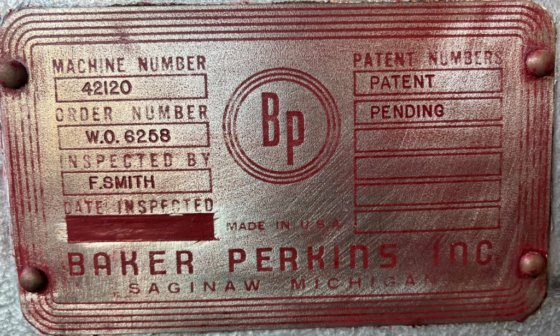 MACHINE NUMBER
42120
ORDER NUMBER
W.O. 6258
INSPECTED BY
F. SMITH
DATE INSPECTED
Bp
PATENT NUMBERS
PATENT
PENDING
MADE IN U.S.A.
BAKER PERKINS INC
SAGINAW MICHIGAN